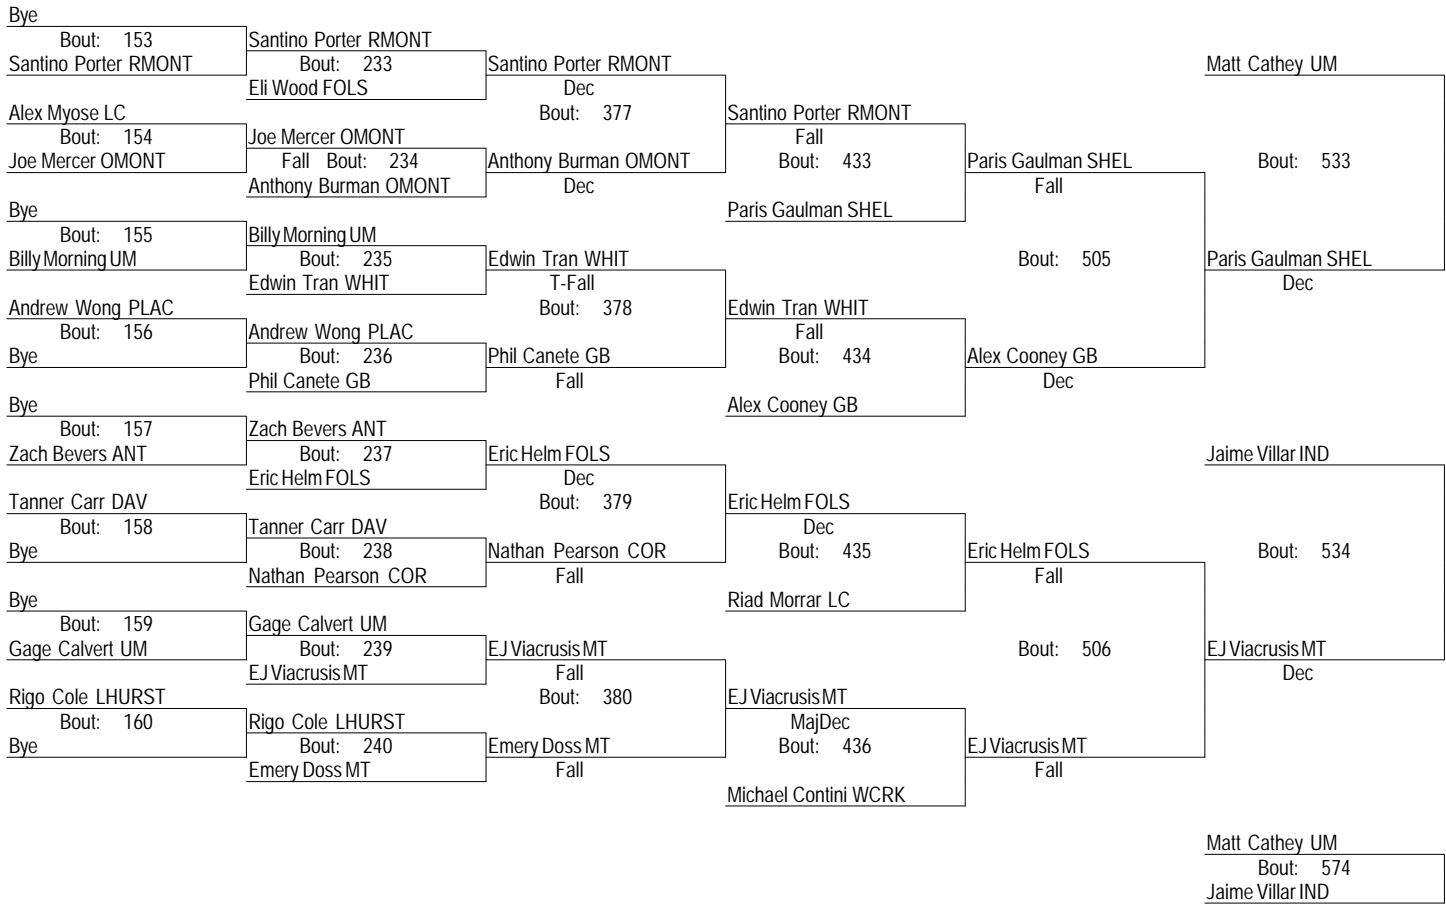 Bye
Bout: 153
Santino Porter RMONT
Santino Porter RMONT
Bout: 233
Santino Porter RMONT
Matt Cathey UM
Eli Wood FOLS
Dec
Alex Myose LC
Bout: 377
Santino Porter RMONT
Bout: 154
Joe Mercer OMONT
Fall
Joe Mercer OMONT
Fall Bout: 234
Anthony Burman OMONT
Bout: 433
Paris Gaulman SHEL
Bout: 533
Anthony Burman OMONT
Dec
Fall
Bye
Paris Gaulman SHEL
Bout: 155
Billy Morning UM
Billy Morning UM
Bout: 235
Edwin Tran WHIT
Bout: 505
Paris Gaulman SHEL
Edwin Tran WHIT
T-Fall
Dec
Andrew Wong PLAC
Bout: 378
Edwin Tran WHIT
Bout: 156
Andrew Wong PLAC
Fall
Bye
Bout: 236
Phil Canete GB
Bout: 434
Alex Cooney GB
Phil Canete GB
Fall
Dec
Bye
Alex Cooney GB
Bout: 157
Zach Bevers ANT
Zach Bevers ANT
Bout: 237
Eric Helm FOLS
Jaime Villar IND
Eric Helm FOLS
Dec
Tanner Carr DAV
Bout: 379
Eric Helm FOLS
Bout: 158
Tanner Carr DAV
Dec
Bye
Bout: 238
Nathan Pearson COR
Bout: 435
Eric Helm FOLS
Bout: 534
Nathan Pearson COR
Fall
Fall
Bye
Riad Morrar LC
Bout: 159
Gage Calvert UM
Gage Calvert UM
Bout: 239
EJ Viacrusis MT
Bout: 506
EJ Viacrusis MT
EJ Viacrusis MT
Fall
Dec
Rigo Cole LHURST
Bout: 380
EJ Viacrusis MT
Bout: 160
Rigo Cole LHURST
MajDec
Bye
Bout: 240
Emery Doss MT
Bout: 436
EJ Viacrusis MT
Emery Doss MT
Fall
Fall
Michael Contini WCRK
Matt Cathey UM
Bout: 574
Jaime Villar IND